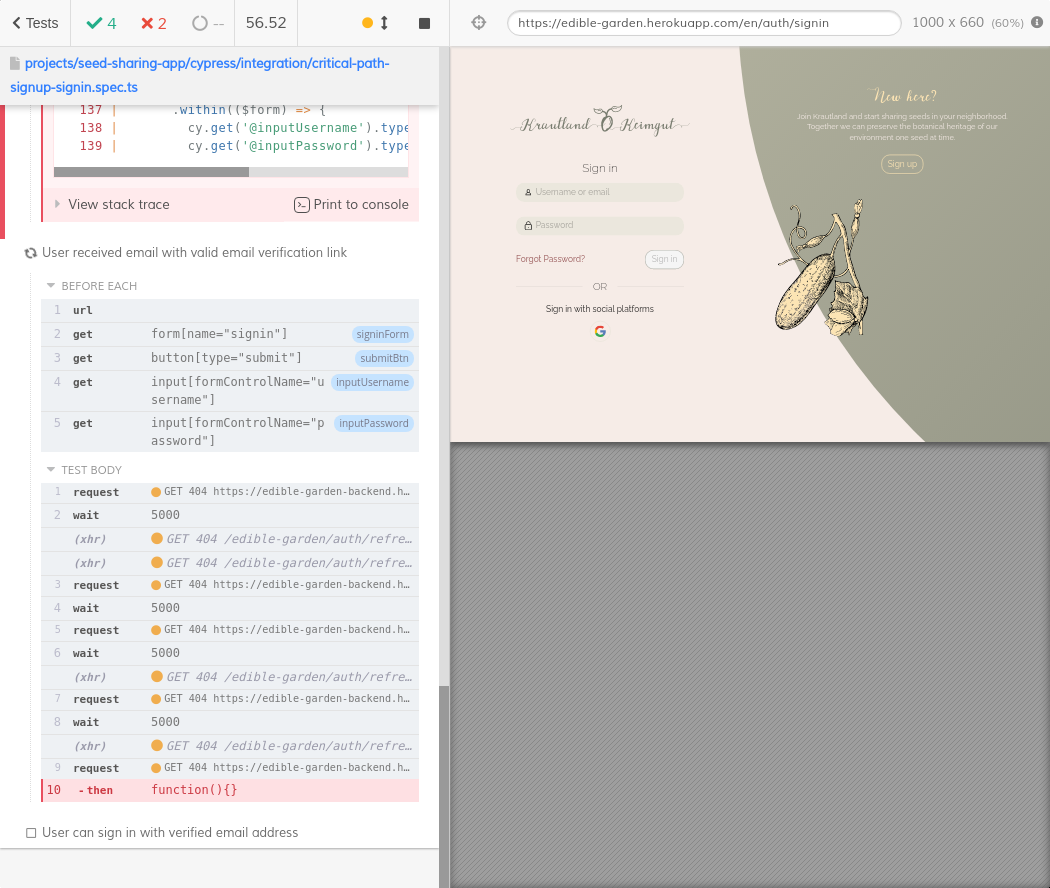 Tests
4
2
--
56.52
https://edible-garden.herokuapp.com/en/auth/signin
1000 x 660 (60%)
projects/seed-sharing-app/cypress/integration/critical-path-
signup-signin.spec.ts
137 | .within(($form) => {
138 | cy.get('@inputUsername').type
139 | cy.get('@inputPassword').type
View stack trace
Print to console
User received email with valid email verification link
BEFORE EACH
1 url
2 get form[name="signin"] signinForm
3 get button[type="submit"] submitBtn
4 get input[formControlName="u inputUsername
sername"]
5 get input[formControlName="p inputPassword
assword"]
TEST BODY
1 request GET 404 https://edible-garden-backend.h…
2 wait 5000
(xhr) GET 404 /edible-garden/auth/refre…
(xhr) GET 404 /edible-garden/auth/refre…
3 request GET 404 https://edible-garden-backend.h…
4 wait 5000
5 request GET 404 https://edible-garden-backend.h…
6 wait 5000
(xhr) GET 404 /edible-garden/auth/refre…
7 request GET 404 https://edible-garden-backend.h…
8 wait 5000
(xhr) GET 404 /edible-garden/auth/refre…
9 request GET 404 https://edible-garden-backend.h…
10 -then function(){}
User can sign in with verified email address
Krautland Keimgut
Sign in
Username or email
Password
Forgot Password?
Sign in
OR
Sign in with social platforms
New here?
Join Krautland and start sharing seeds in your neighborhood.
Together we can preserve the botanical heritage of our
environment one seed at time.
Sign up